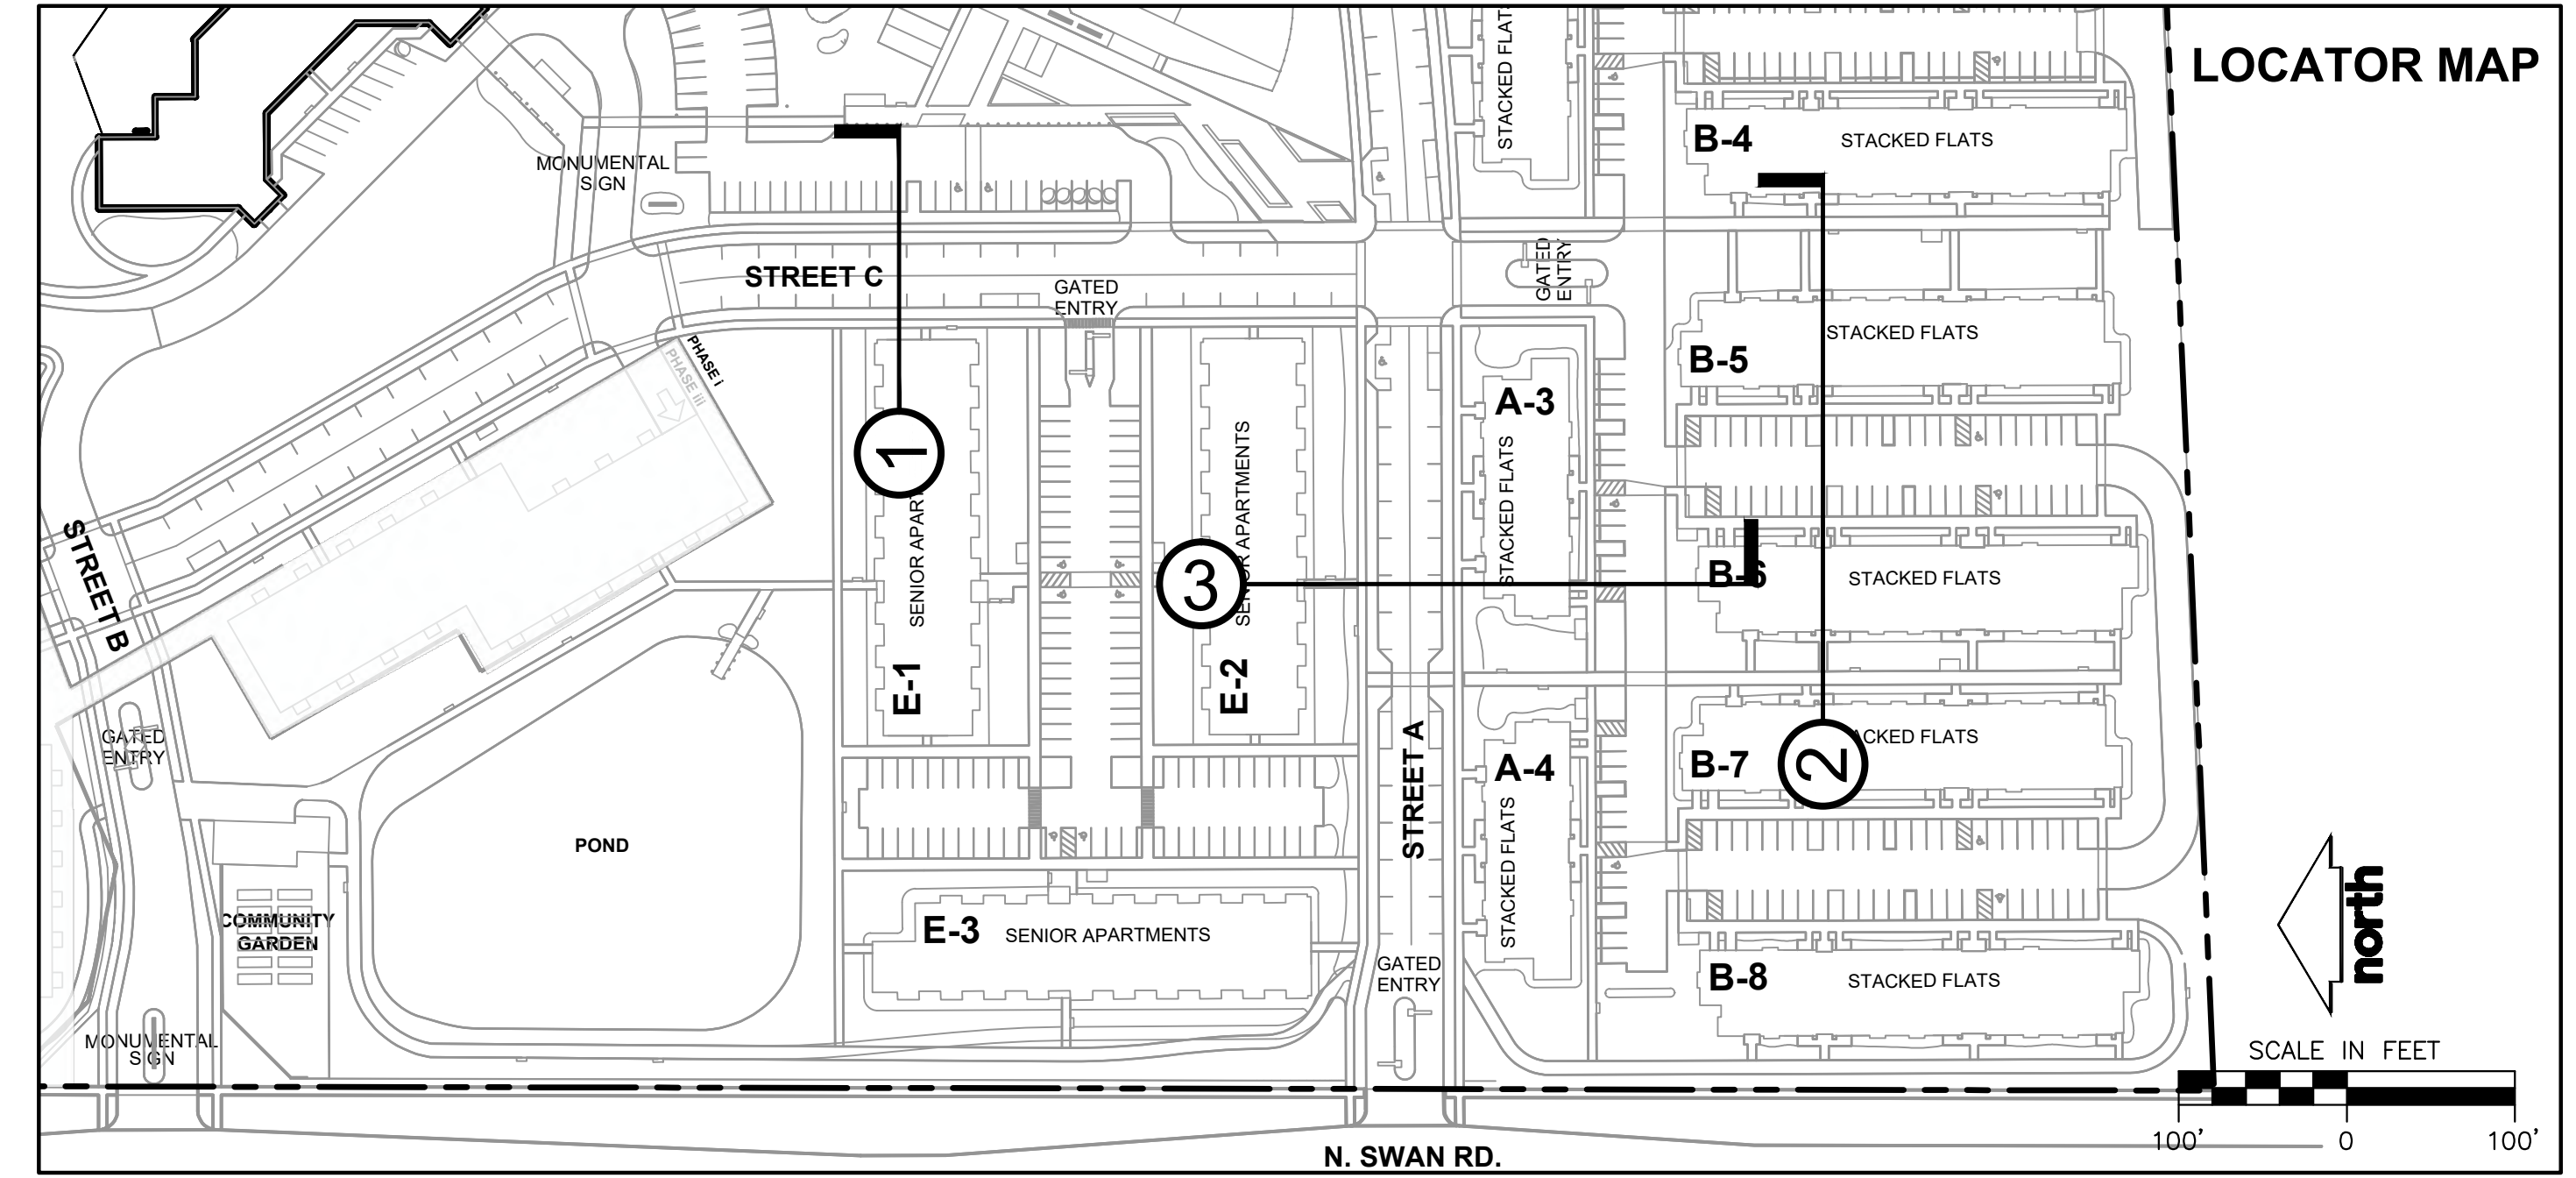 LOCATOR MAP
STACKED FLATS
B-4
STACKED FLATS
MONUMENTAL
SIGN
STREET C
GATED
ENTRY
GATED
ENTRY
STACKED FLATS
B-5
PHASE i
PHASE iii
A-3
STACKED FLATS
1
SENIOR APART
SENIOR APARTMENTS
3
E-1
E-2
B-6
STACKED FLATS
STREET B
GATED
ENTRY
STREET A
A-4
STACKED FLATS
B-7
ACKED FLATS
2
POND
COMMUNITY
GARDEN
E-3
SENIOR APARTMENTS
GATED
ENTRY
B-8
STACKED FLATS
north
MONUMENTAL
SIGN
SCALE IN FEET
100'
0
100'
N. SWAN RD.